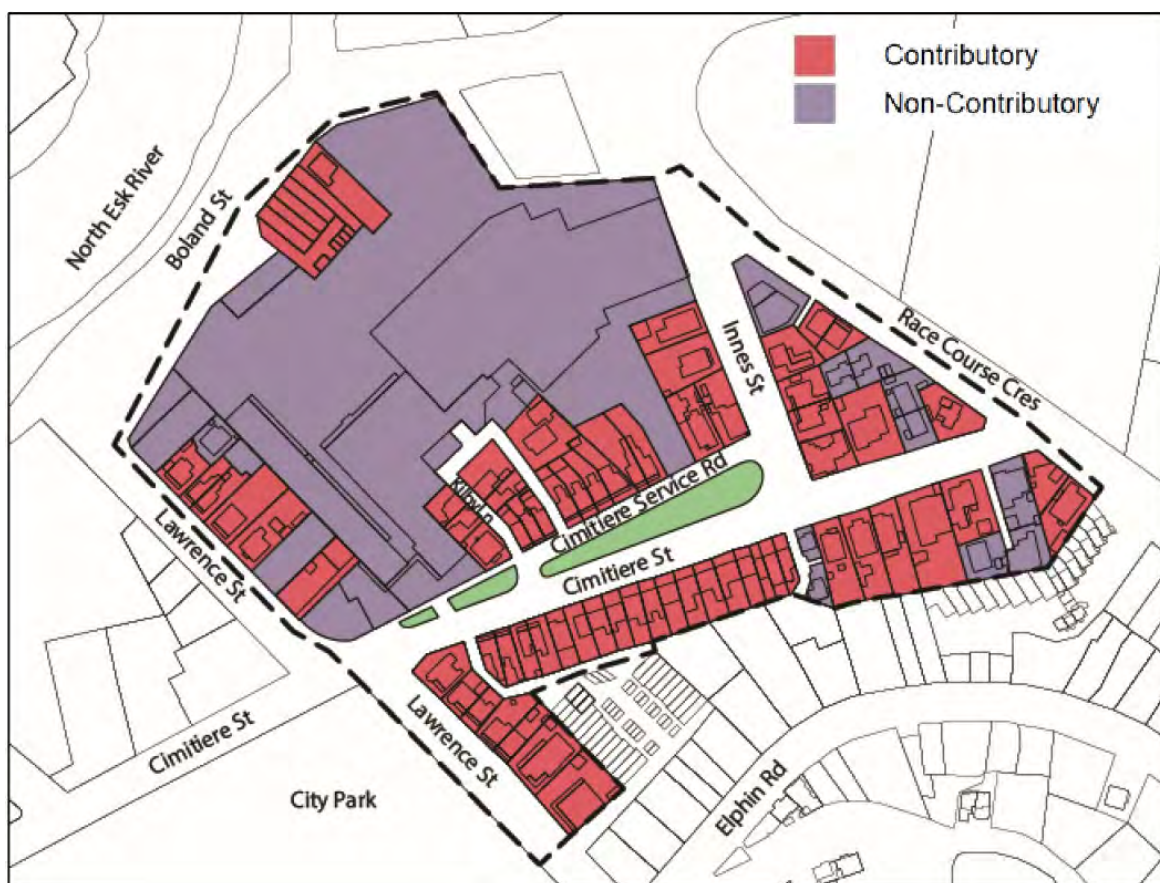 Contributory
Non-Contributory
North Esk River
Boland St
Race Course Cres
Innes St
Kilby Ln
Cimitiere Service Rd
Cimitiere St
Lawrence St
Lawrence St
Cimitiere St
City Park
Elphin Rd